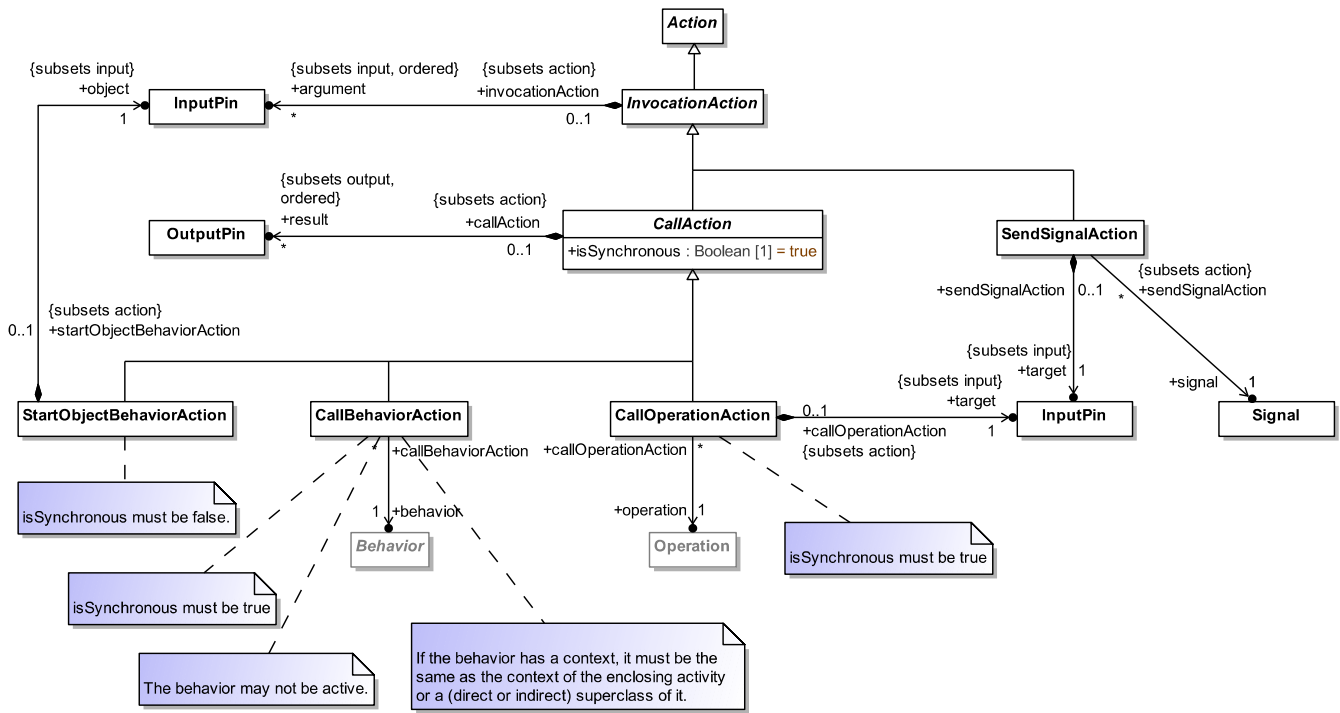 Action
{subsets input}
+object
1
InputPin
{subsets input, ordered}
+argument
*
{subsets action}
+invocationAction
0..1
InvocationAction
{subsets output,
ordered}
+result
*
OutputPin
{subsets action}
+callAction
0..1
CallAction
+isSynchronous : Boolean [1] = true
SendSignalAction
+sendSignalAction
0..1
{subsets action}
+sendSignalAction
*
{subsets action}
+startObjectBehaviorAction
0..1
{subsets input}
+target
1
+signal
1
StartObjectBehaviorAction
CallBehaviorAction
CallOperationAction
{subsets input}
+target
0..1
+callOperationAction
{subsets action}
1
InputPin
Signal
*
+callBehaviorAction
+callOperationAction
*
1
+behavior
+operation
1
Behavior
Operation
isSynchronous must be false.
isSynchronous must be true
isSynchronous must be true
The behavior may not be active.
If the behavior has a context, it must be the
same as the context of the enclosing activity
or a (direct or indirect) superclass of it.